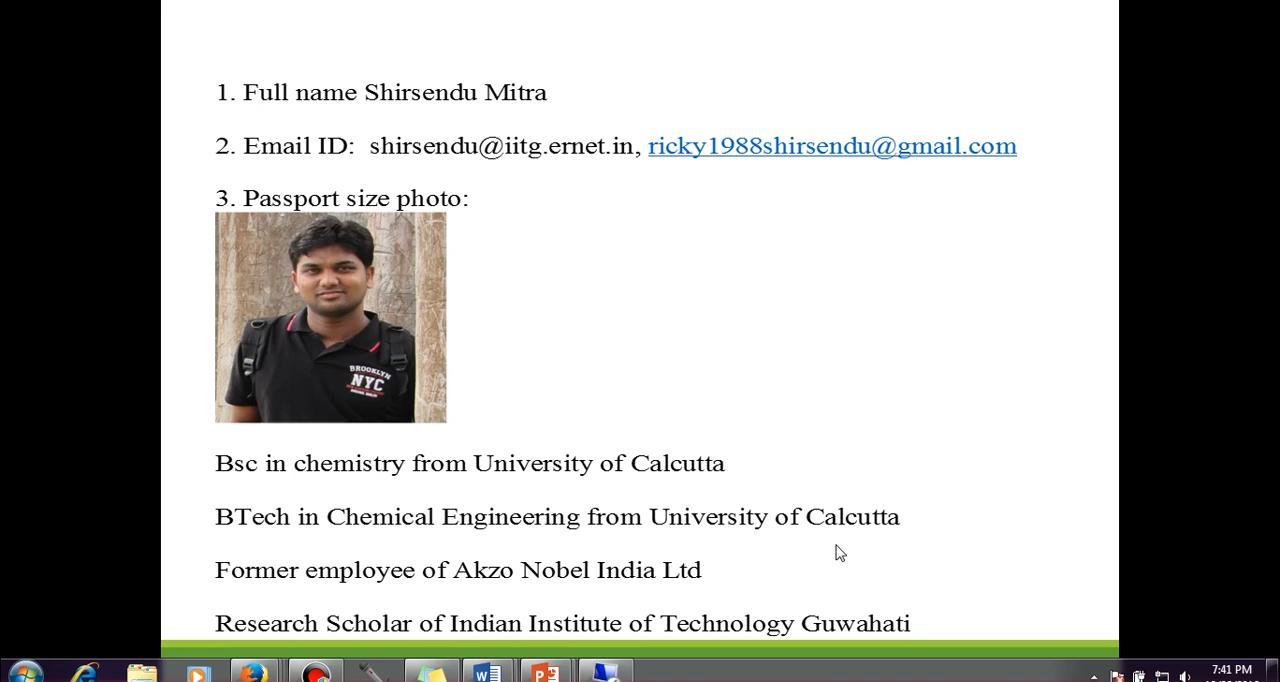 1. Full name Shirsendu Mitra
2. Email ID: shirsendu@iitg.ernet.in, ricky1988shirsendu@gmail.com
3. Passport size photo:
BROOKLYN
NYC
Bsc in chemistry from University of Calcutta
BTech in Chemical Engineering from University of Calcutta
Former employee of Akzo Nobel India Ltd
Research Scholar of Indian Institute of Technology Guwahati
7:41 PM